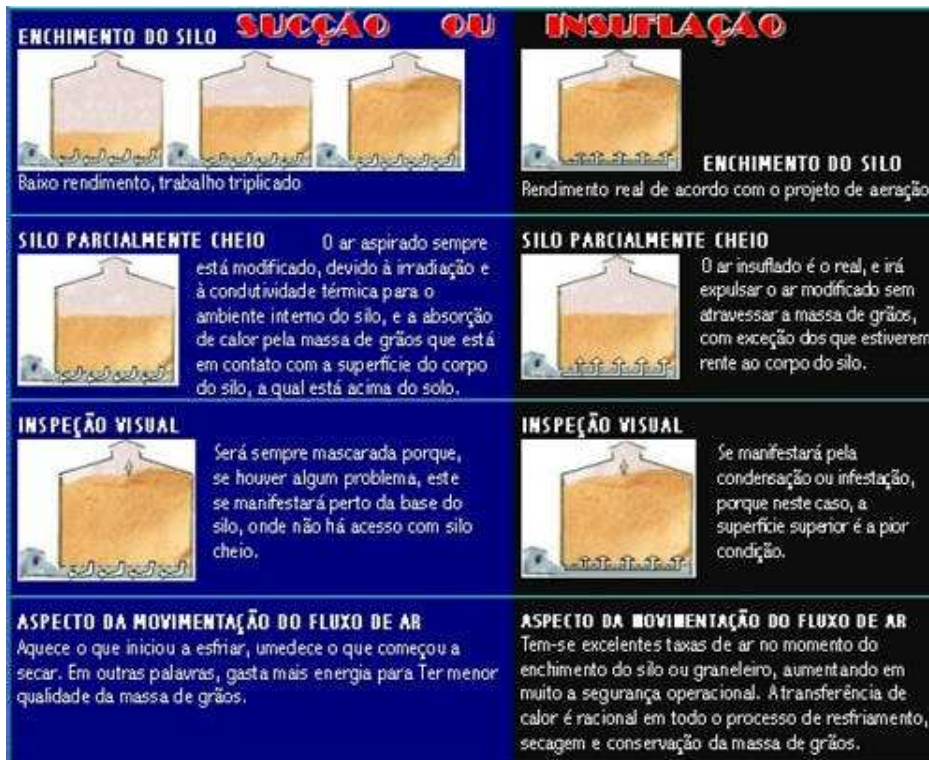 SUCÇÃO OU INSUFLAÇÃO
ENCHIMENTO DO SILO
Baixo rendimento, trabalho triplicado
ENCHIMENTO DO SILO
Rendimento real de acordo com o projeto de aeração
SILO PARCIALMENTE CHEIO
O ar aspirado sempre
está modificado, devido à irradiação e
à condutividade térmica para o
ambiente interno do silo, e a absorção
de calor pela massa de grãos que está
em contato com a superfície do corpo
do silo, a qual está acima do solo.
SILO PARCIALMENTE CHEIO
O ar insuflado é o real, e irá
expulsar o ar modificado sem
atravessar a massa de grãos,
com exceção dos que estiverem
rente ao corpo do silo.
INSPEÇÃO VISUAL
Será sempre mascarada porque,
se houver algum problema, este
se manifestará perto da base do
silo, onde não há acesso com silo
cheio.
INSPEÇÃO VISUAL
Se manifestará pela
condensação ou infestação,
porque neste caso, a
superfície superior é a pior
condição.
ASPECTO DA MOVIMENTAÇÃO DO FLUXO DE AR
Aquece o que iniciou a esfriar, umedece o que começou a
secar. Em outras palavras, gasta mais energia para Ter menor
qualidade da massa de grãos.
ASPECTO DA MOVIMENTAÇÃO DO FLUXO DE AR
Tem-se excelentes taxas de ar no momento do
enchimento do silo ou graneleiro, aumentando em
muito a segurança operacional. A transferência de
calor é racional em todo o processo de resfriamento,
secagem e conservação da massa de grãos.